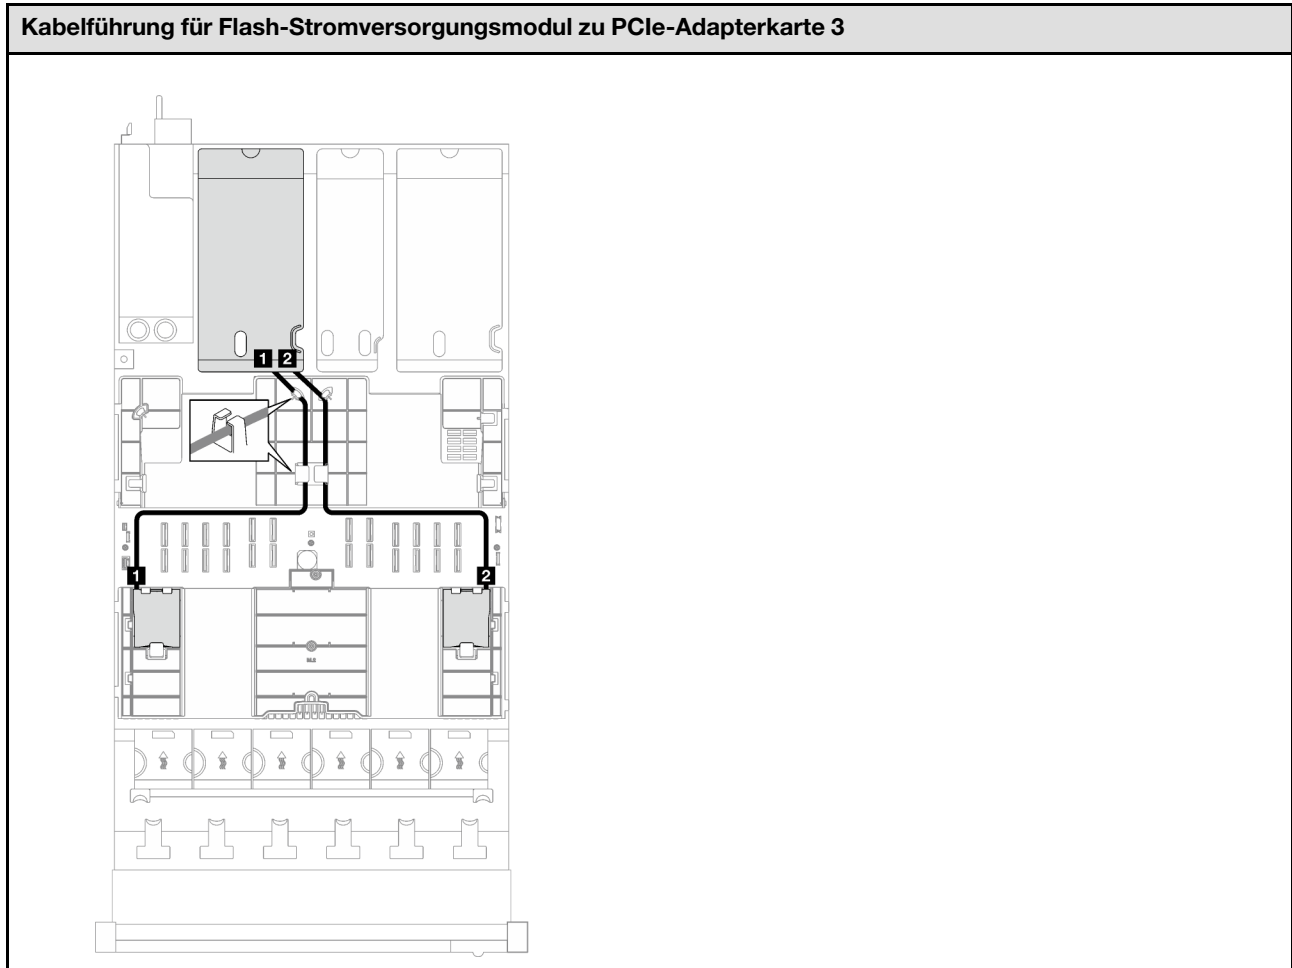 Kabelführung für Flash-Stromversorgungsmodul zu PCIe-Adapterkarte 3
1 2
1
2